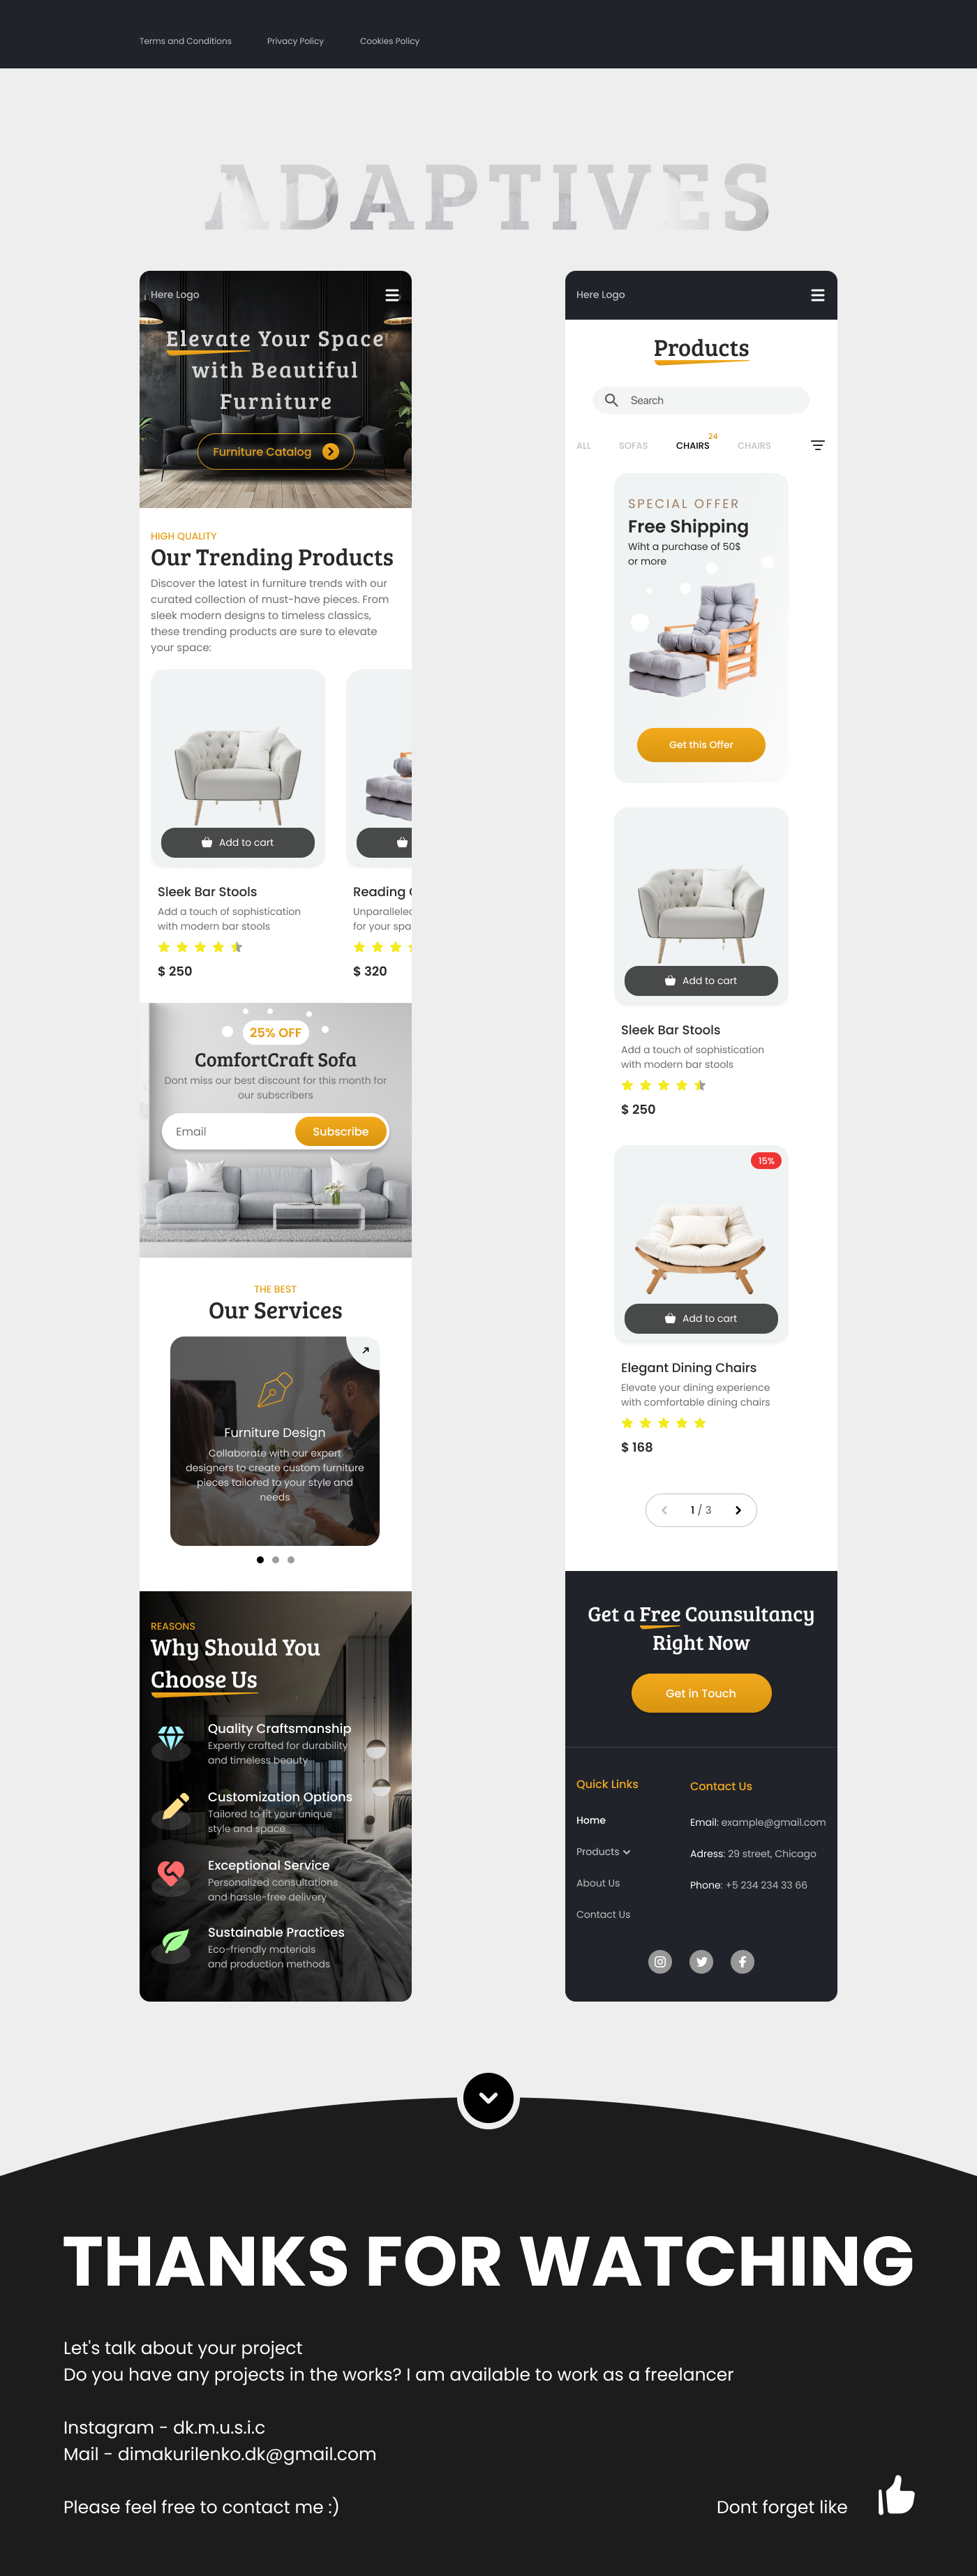 Terms and Conditions Privacy Policy Cookies Policy
ADAPTIVES
Here Logo
Elevate Your Space
with Beautiful
Furniture
Furniture Catalog
HIGH QUALITY
Our Trending Products
Discover the latest in furniture trends with our
curated collection of must-have pieces. From
sleek modern designs to timeless classics,
these trending products are sure to elevate
your space:
Add to cart
Sleek Bar Stools
Add a touch of sophistication
with modern bar stools
$ 250
Reading
Unparalleled
for your spa
$ 320
25% OFF
ComfortCraft Sofa
Dont miss our best discount for this month for
our subscribers
Email
Subscribe
THE BEST
Our Services
Furniture Design
Collaborate with our expert
designers to create custom furniture
pieces tailored to your style and
needs
REASONS
Why Should You
Choose Us
Quality Craftsmanship
Expertly crafted for durability
and timeless beauty
Customization Options
Tailored to fit your unique
style and space
Exceptional Service
Personalized consultations
and hassle-free delivery
Sustainable Practices
Eco-friendly materials
and production methods
Here Logo
Products
Search
ALL SOFAS CHAIRS 24 CHAIRS
SPECIAL OFFER
Free Shipping
Wiht a purchase of 50$
or more
Get this Offer
Add to cart
Sleek Bar Stools
Add a touch of sophistication
with modern bar stools
$ 250
15%
Add to cart
Elegant Dining Chairs
Elevate your dining experience
with comfortable dining chairs
$ 168
1 / 3
Get a Free Counsultancy
Right Now
Get in Touch
Quick Links
Home
Products
About Us
Contact Us
Contact Us
Email: example@gmail.com
Adress: 29 street, Chicago
Phone: +5 234 234 33 66
THANKS FOR WATCHING
Let's talk about your project
Do you have any projects in the works? I am available to work as a freelancer
Instagram - dk.m.u.s.i.c
Mail - dimakurilenko.dk@gmail.com
Please feel free to contact me :)
Dont forget like